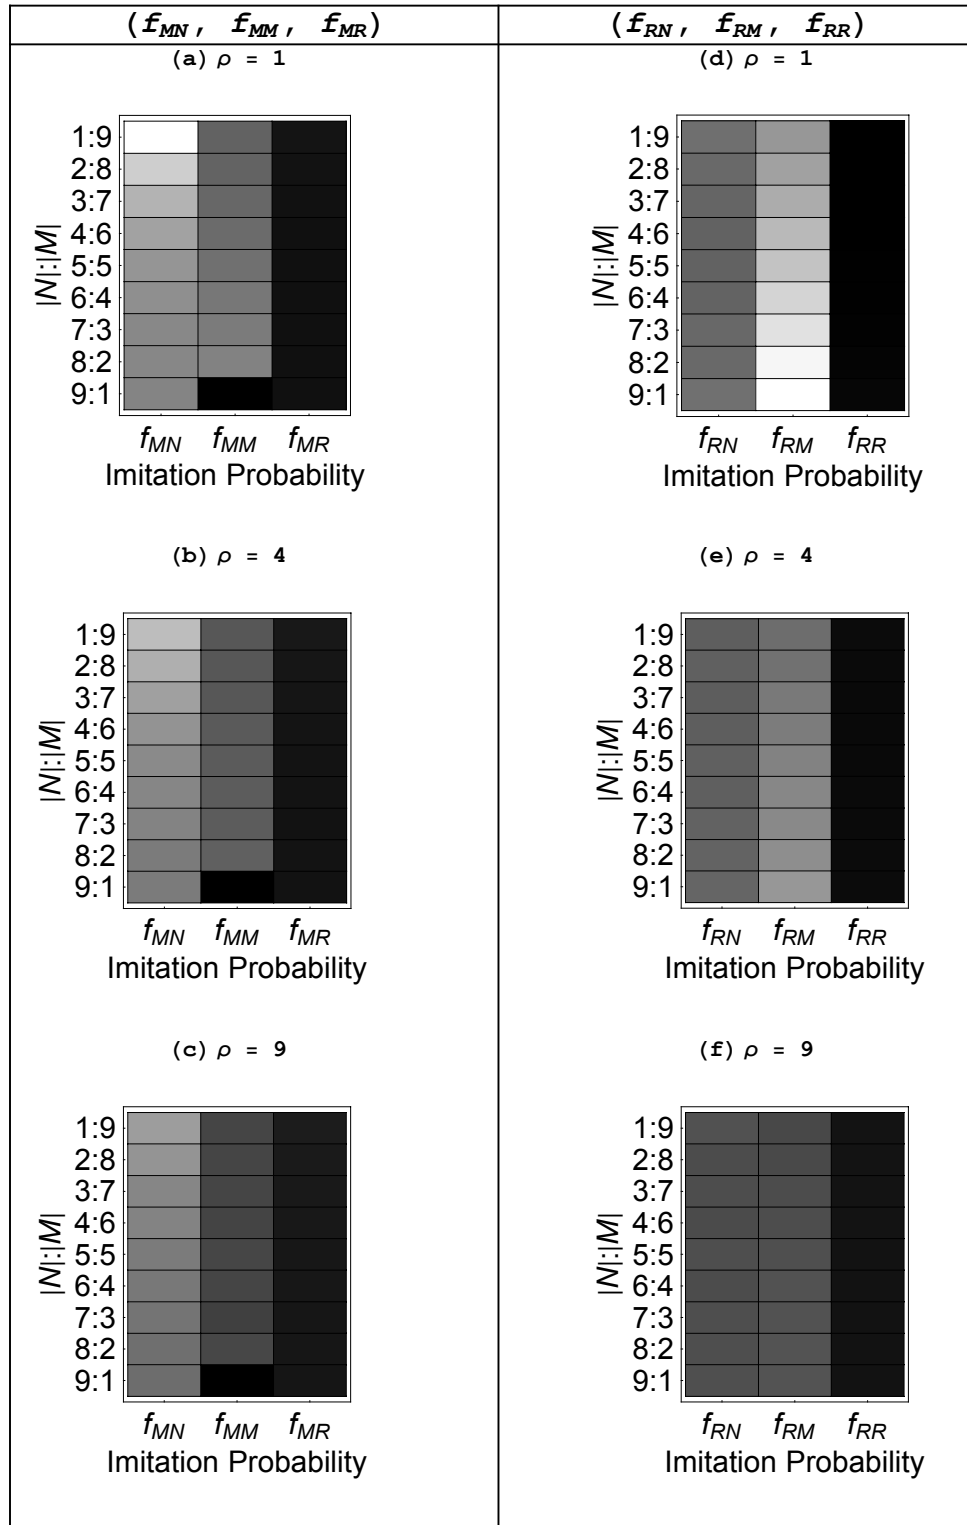 (f_MN, f_MM, f_MR)
(a) ρ = 1
|N|:|M|
1:9
2:8
3:7
4:6
5:5
6:4
7:3
8:2
9:1
f_MN f_MM f_MR
Imitation Probability
(b) ρ = 4
|N|:|M|
1:9
2:8
3:7
4:6
5:5
6:4
7:3
8:2
9:1
f_MN f_MM f_MR
Imitation Probability
(c) ρ = 9
|N|:|M|
1:9
2:8
3:7
4:6
5:5
6:4
7:3
8:2
9:1
f_MN f_MM f_MR
Imitation Probability
(f_RN, f_RM, f_RR)
(d) ρ = 1
|N|:|M|
1:9
2:8
3:7
4:6
5:5
6:4
7:3
8:2
9:1
f_RN f_RM f_RR
Imitation Probability
(e) ρ = 4
|N|:|M|
1:9
2:8
3:7
4:6
5:5
6:4
7:3
8:2
9:1
f_RN f_RM f_RR
Imitation Probability
(f) ρ = 9
|N|:|M|
1:9
2:8
3:7
4:6
5:5
6:4
7:3
8:2
9:1
f_RN f_RM f_RR
Imitation Probability